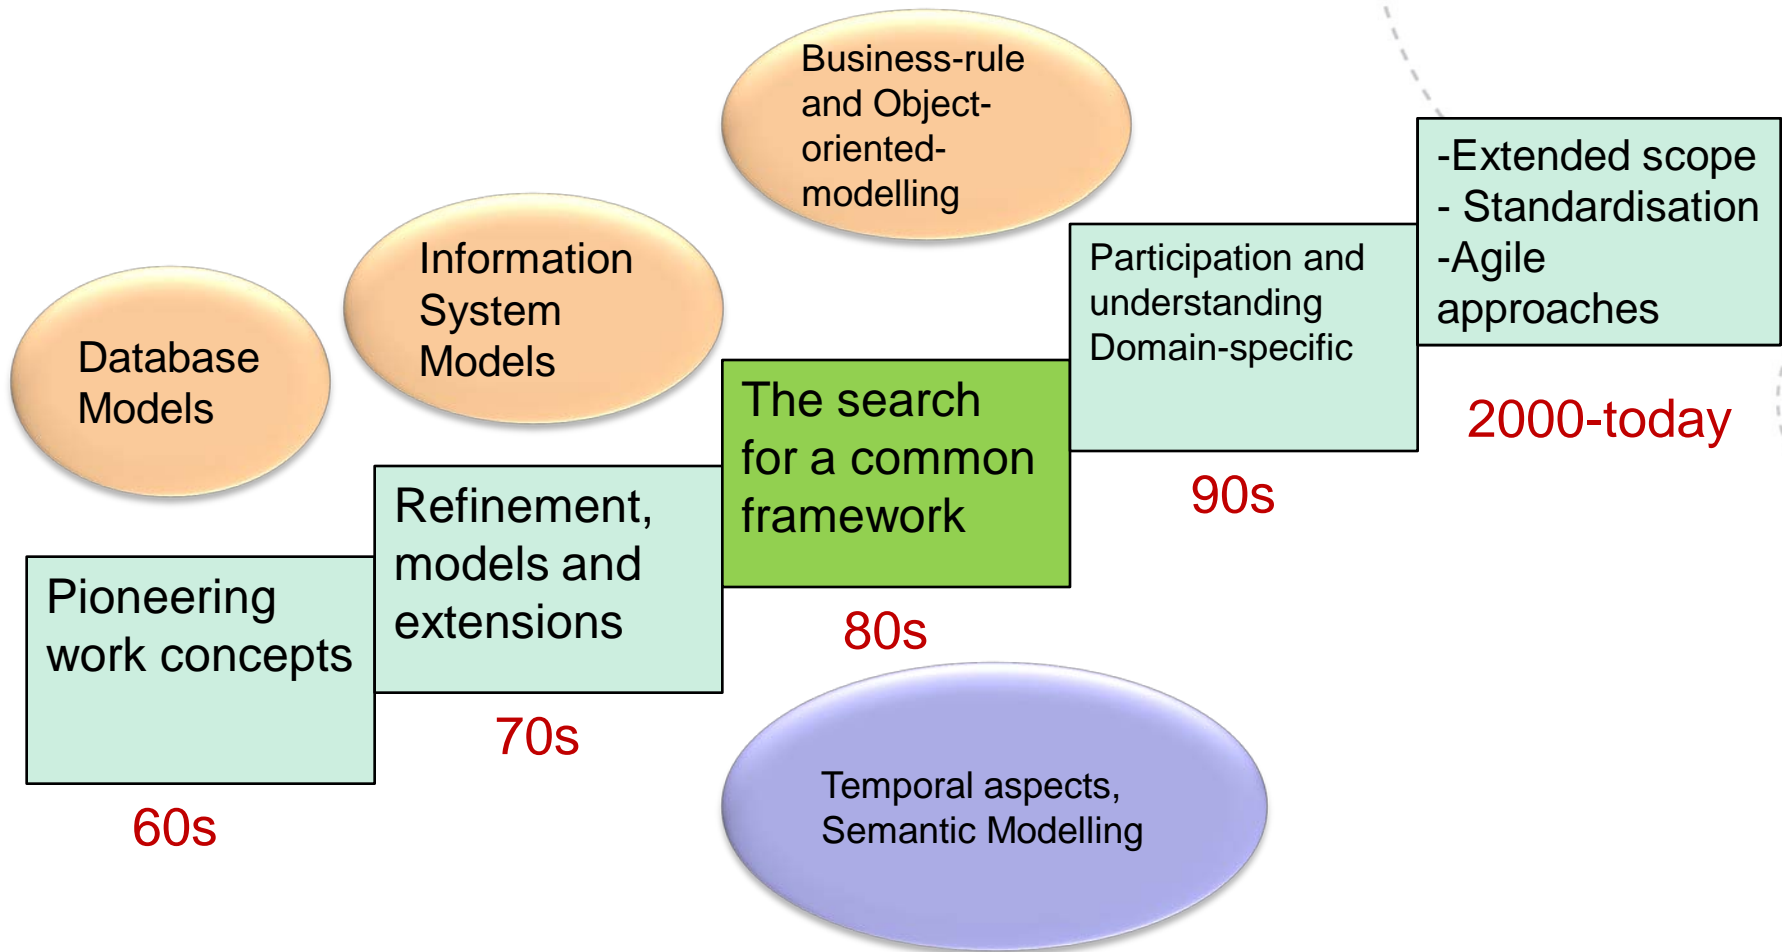 Database
Models
Information
System
Models
Business-rule
and Object-
oriented-
modelling
Pioneering
work concepts
60s
Refinement,
models and
extensions
70s
The search
for a common
framework
80s
Temporal aspects,
Semantic Modelling
Participation and
understanding
Domain-specific
90s
-Extended scope
- Standardisation
-Agile
approaches
2000-today